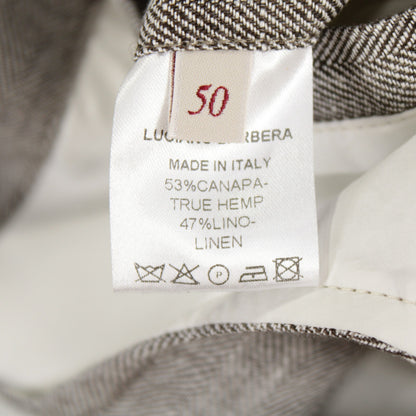 50
LUCIANO BARBERA
MADE IN ITALY
53%CANAPA-
TRUE HEMP
47%LINO-
LINEN
P